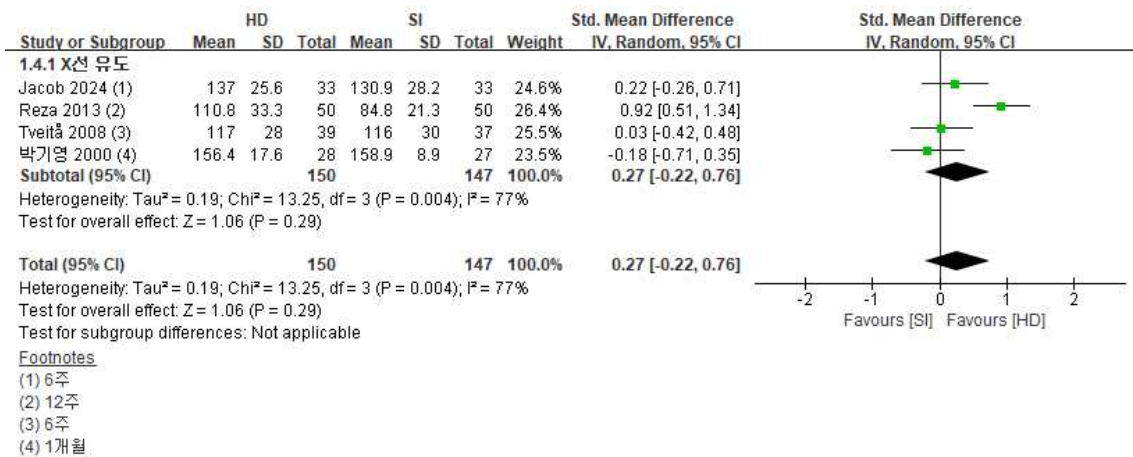 HD SI Std. Mean Difference Std. Mean Difference
Study or Subgroup Mean SD Total Mean SD Total Weight IV, Random, 95% CI IV, Random, 95% CI
1.4.1 X선 유도
Jacob 2024 (1) 137 25.6 33 130.9 28.2 33 24.6% 0.22 [-0.26, 0.71]
Reza 2013 (2) 110.8 33.3 50 84.8 21.3 50 26.4% 0.92 [0.51, 1.34]
Tveitå 2008 (3) 117 28 39 116 30 37 25.5% 0.03 [-0.42, 0.48]
박기영 2000 (4) 156.4 17.6 28 158.9 8.9 27 23.5% -0.18 [-0.71, 0.35]
Subtotal (95% CI) 150 147 100.0% 0.27 [-0.22, 0.76]
Heterogeneity: Tau² = 0.19; Chi² = 13.25, df = 3 (P = 0.004); I² = 77%
Test for overall effect: Z = 1.06 (P = 0.29)
Total (95% CI) 150 147 100.0% 0.27 [-0.22, 0.76]
Heterogeneity: Tau² = 0.19; Chi² = 13.25, df = 3 (P = 0.004); I² = 77%
Test for overall effect: Z = 1.06 (P = 0.29)
Test for subgroup differences: Not applicable
-2 -1 0 1 2
Favours [SI] Favours [HD]
Footnotes
(1) 6주
(2) 12주
(3) 6주
(4) 1개월